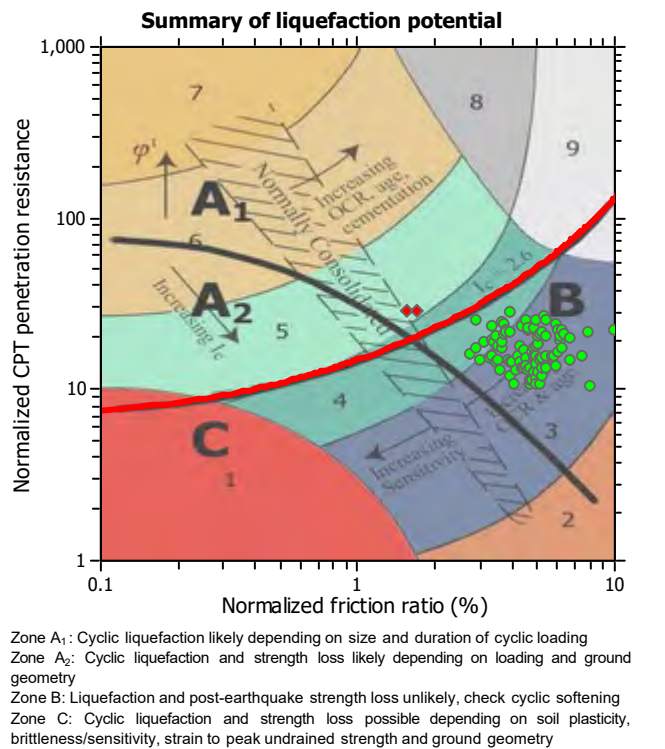 Summary of liquefaction potential
1,000
100
10
1
0.1
1
10
Normalized CPT penetration resistance
Normalized friction ratio (%)
7
8
9
φ'
A1
Increasing
OCR, age,
cementation
Normally Consolidated
6
A2
Increasing Ic
5
Ic = 2.6
B
4
OCR & age
3
C
1
Increasing
Sensitivity
2
Zone A1: Cyclic liquefaction likely depending on size and duration of cyclic loading
Zone A2: Cyclic liquefaction and strength loss likely depending on loading and ground
geometry
Zone B: Liquefaction and post-earthquake strength loss unlikely, check cyclic softening
Zone C: Cyclic liquefaction and strength loss possible depending on soil plasticity,
brittleness/sensitivity, strain to peak undrained strength and ground geometry